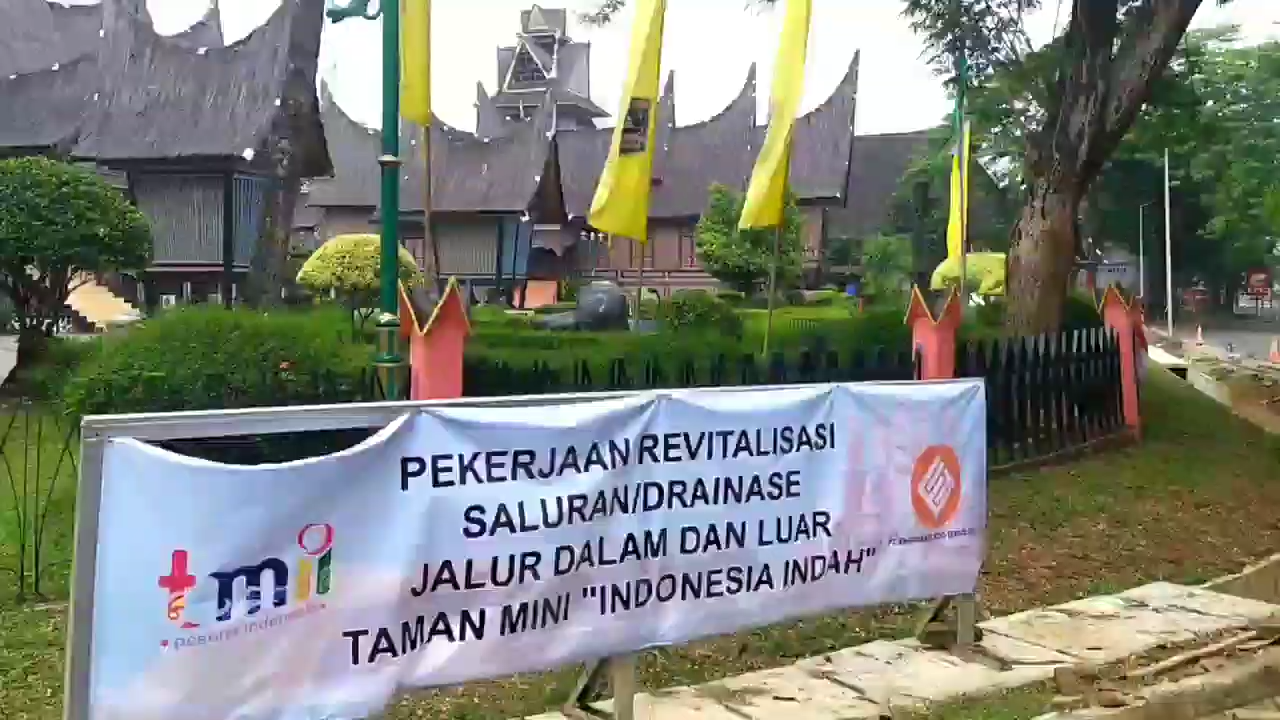 PEKERJAAN REVITALISASI
SALURAN/DRAINASE
JALUR DALAM DAN LUAR
TAMAN MINI "INDONESIA INDAH"
tmii
pesona indonesia